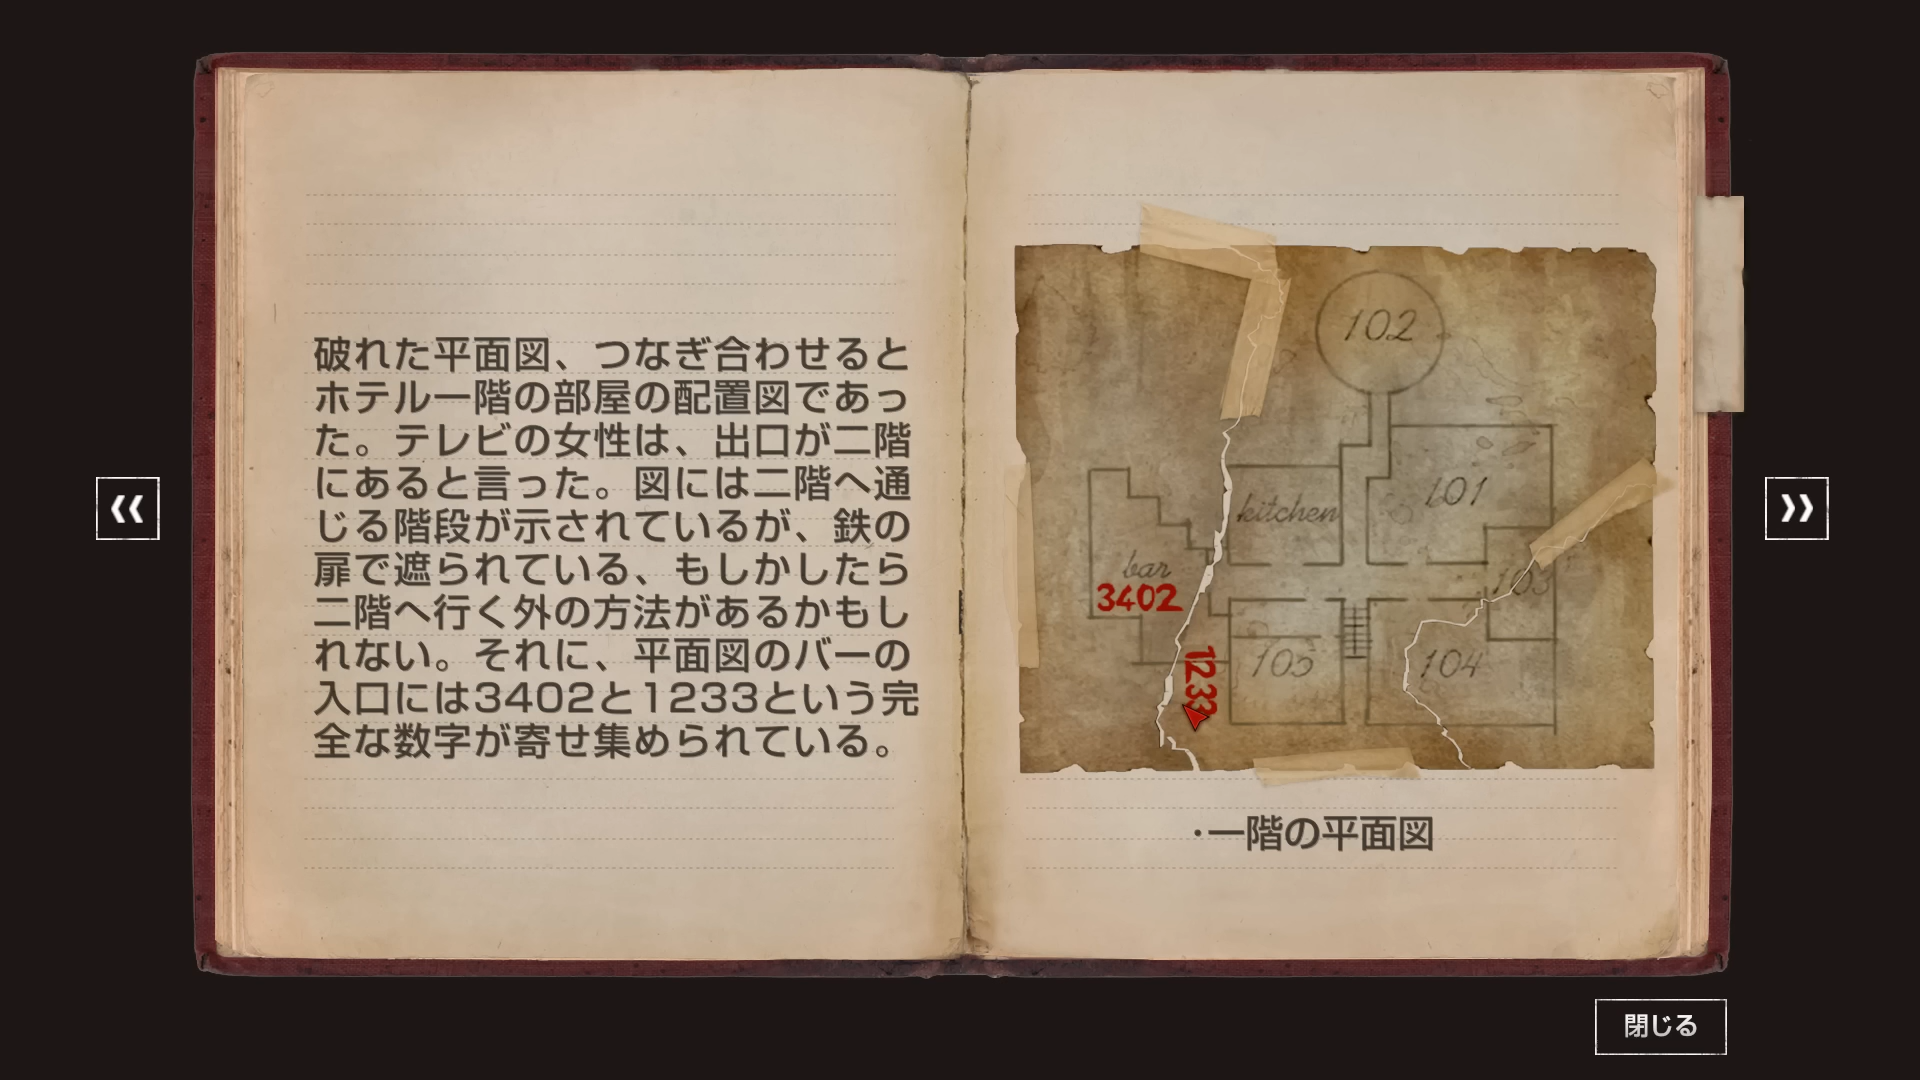 破れた平面図、つなぎ合わせると
ホテル一階の部屋の配置図であっ
た。テレビの女性は、出口が二階
にあると言った。図には二階へ通
じる階段が示されているが、鉄の
扉で遮られている、もしかしたら
二階へ行く外の方法があるかもし
れない。それに、平面図のバーの
入口には3402と1233という完
全な数字が寄せ集められている。
102
101
kitchen
bar
3402
103
1233
105
104
·一階の平面図
閉じる